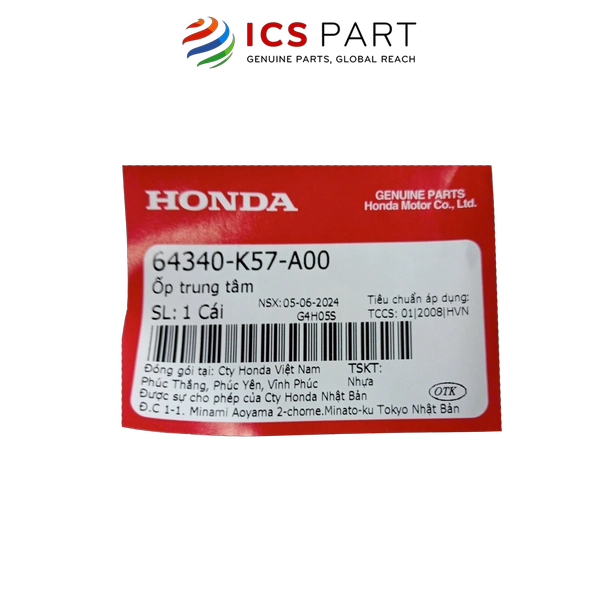 ICS PART
GENUINE PARTS, GLOBAL REACH
HONDA
GENUINE PARTS
Honda Motor Co., Ltd.
64340-K57-A00
Ốp trung tâm
SL: 1 Cái
NSX: 05-06-2024
G4H05S
Tiêu chuẩn áp dụng:
TCCS: 01|2008|HVN
Đóng gói tại: Cty Honda Việt Nam
Phúc Thắng, Phúc Yên, Vĩnh Phúc
TSKT:
Nhựa
Được sự cho phép của Cty Honda Nhật Bản
Đ.C 1-1. Minami Aoyama 2-chome.Minato-ku Tokyo Nhật Bản
OTK